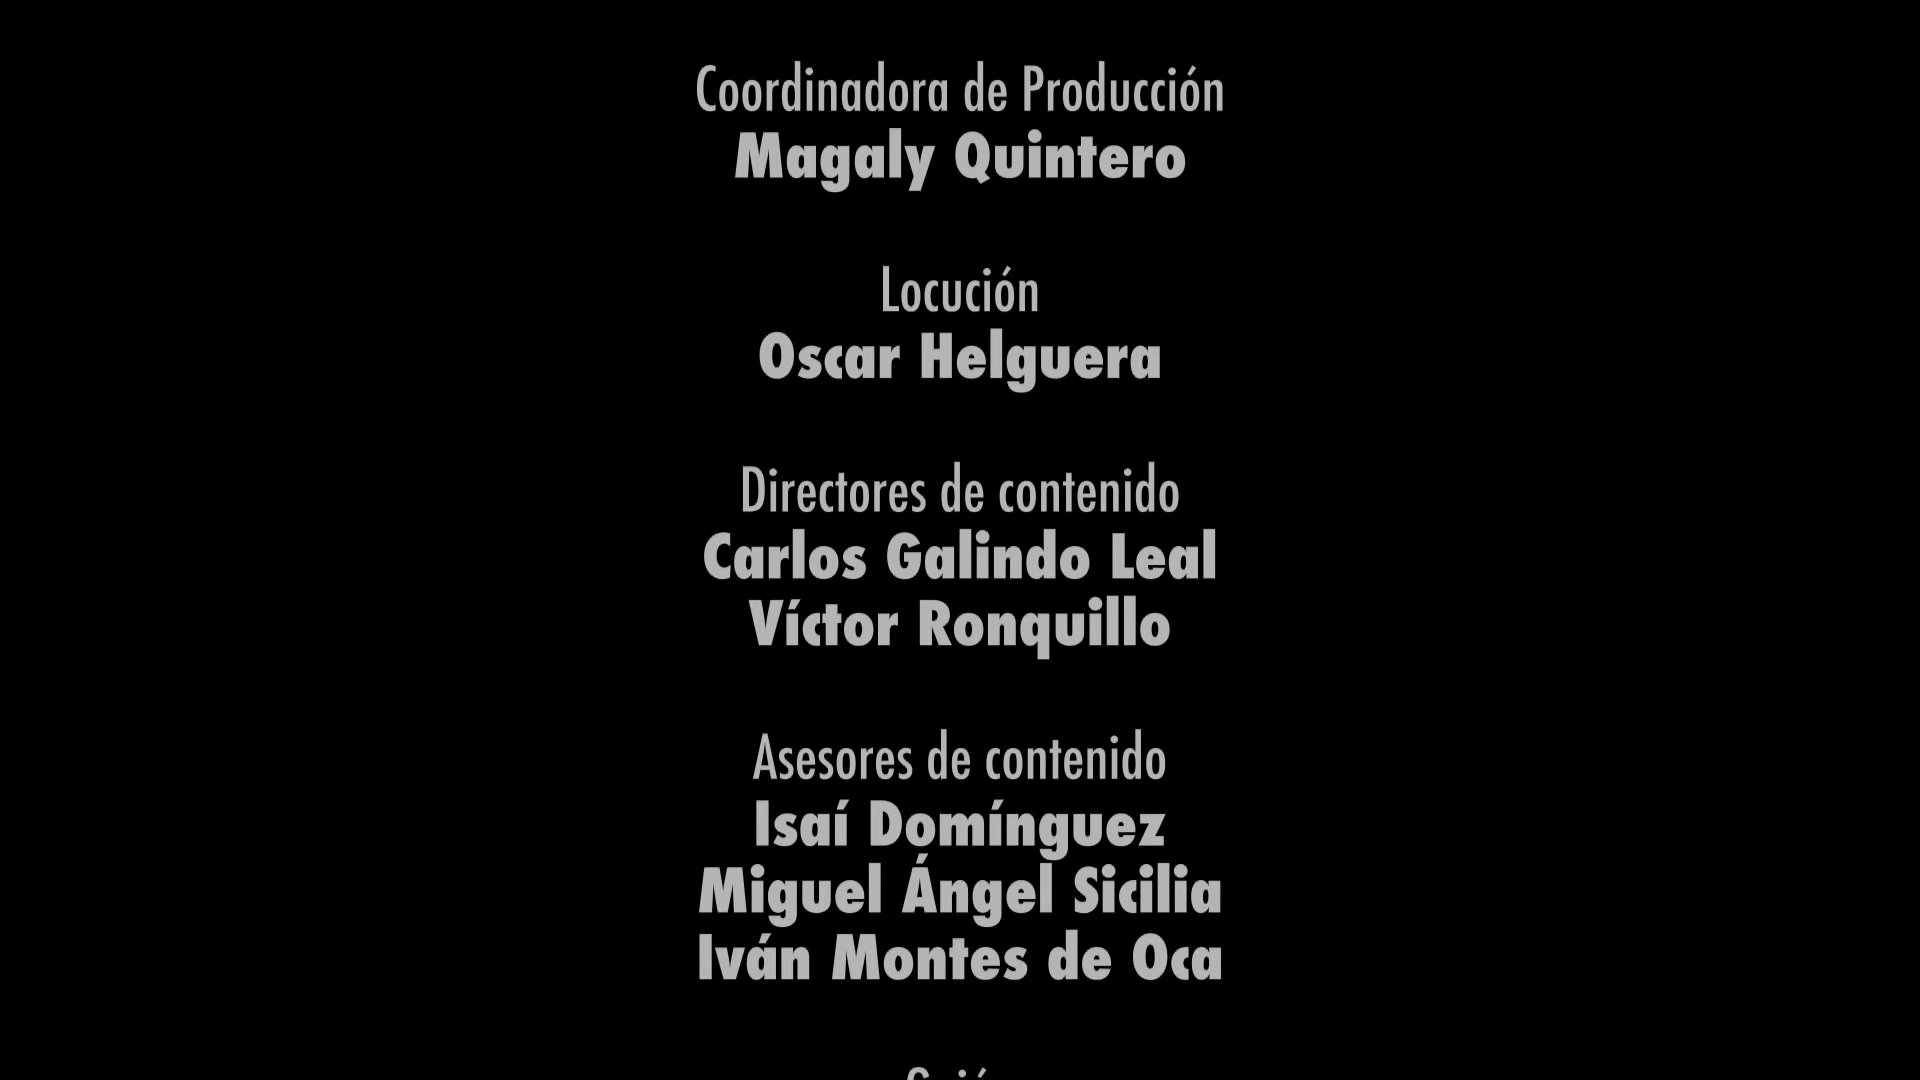 Coordinadora de Producción
Magaly Quintero
Locución
Oscar Helguera
Directores de contenido
Carlos Galindo Leal
Víctor Ronquillo
Asesores de contenido
Isaí Domínguez
Miguel Ángel Sicilia
Iván Montes de Oca